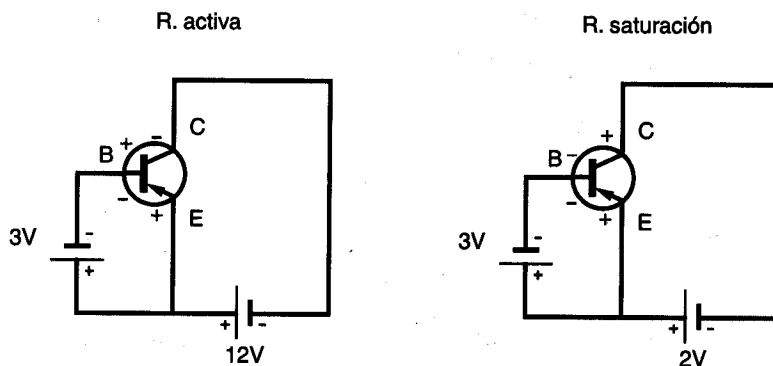 R. activa
C
B
+ -
- +
E
3V
-
+
+ -
12V
R. saturación
C
B
+
-
- +
E
3V
-
+
+ -
2V